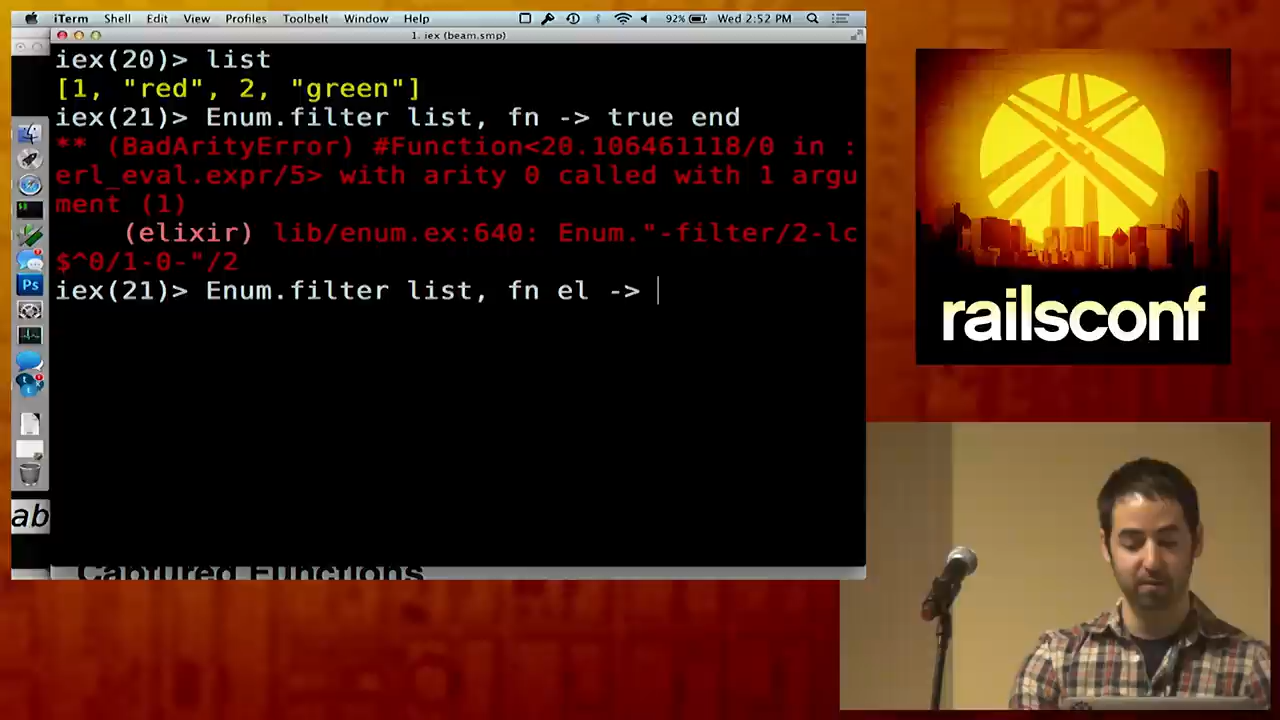 iTerm Shell Edit View Profiles Toolbelt Window Help 92% Wed 2:52 PM
1. iex (beam.smp)
iex(20)> list
[1, "red", 2, "green"]
iex(21)> Enum.filter list, fn -> true end
** (BadArityError) #Function<20.106461118/0 in :
erl_eval.expr/5> with arity 0 called with 1 argu
ment (1)
(elixir) lib/enum.ex:640: Enum."-filter/2-lc
$^0/1-0-"/2
iex(21)> Enum.filter list, fn el ->
Ps
ab
Captured Functions
railsconf